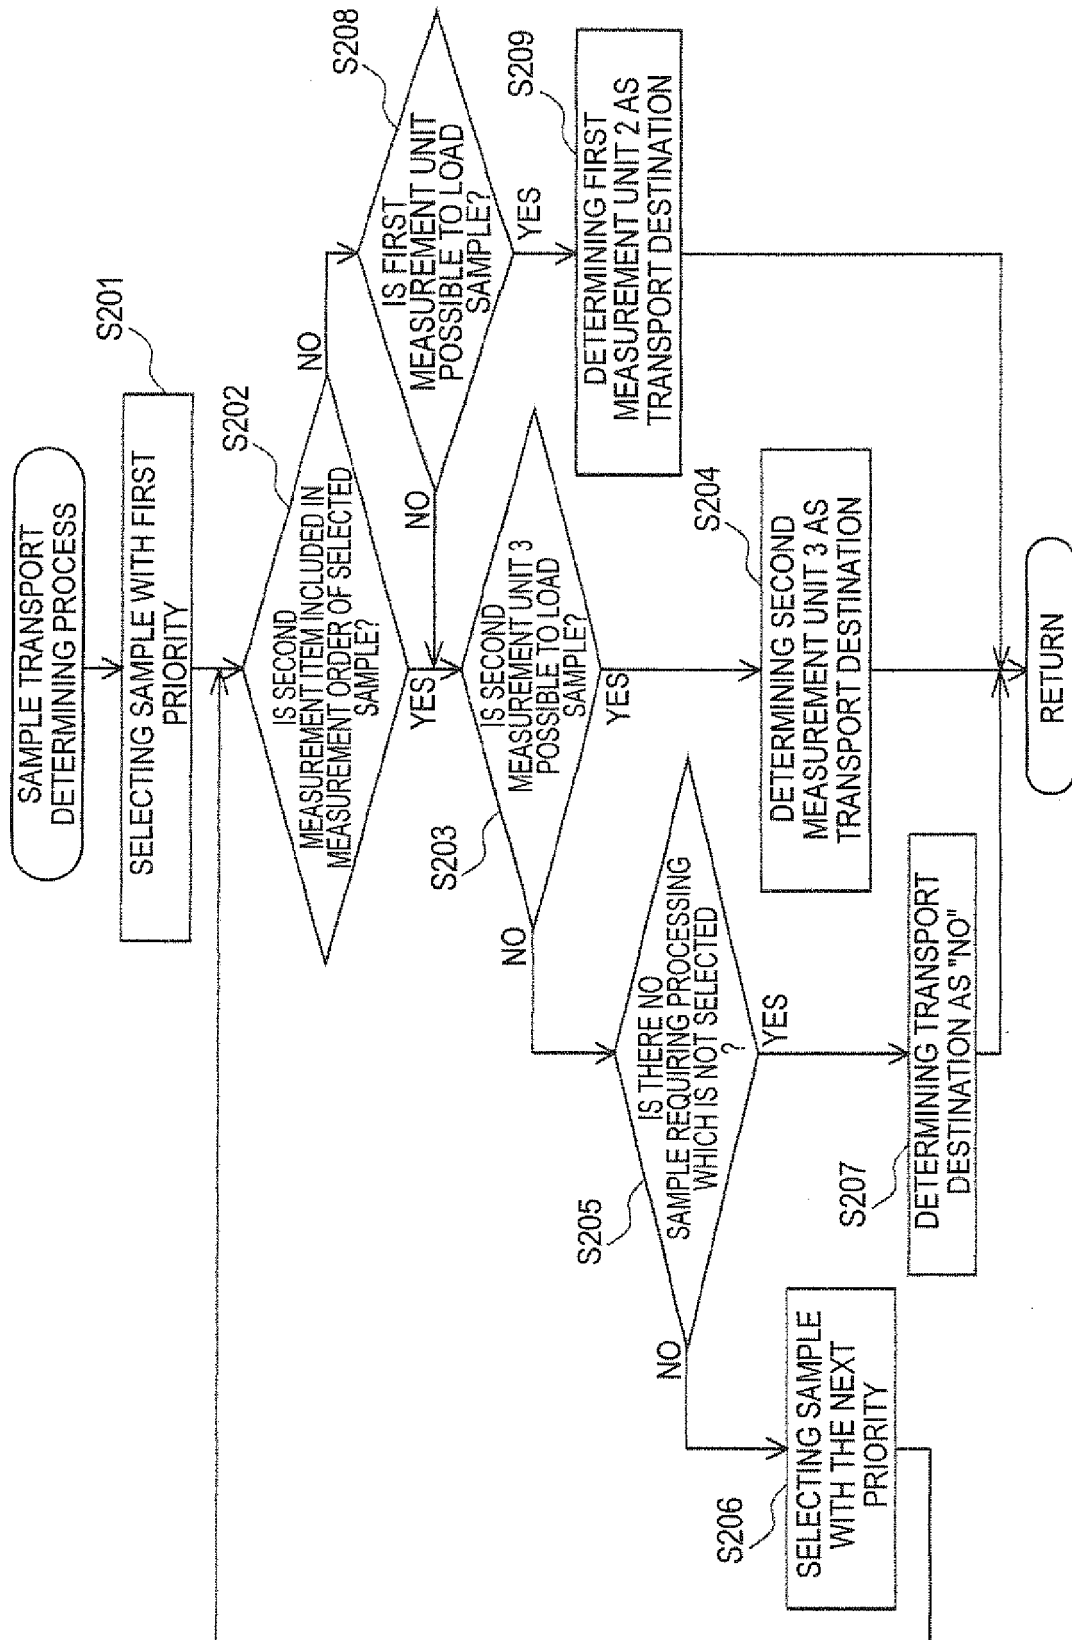 SAMPLE TRANSPORT
DETERMINING PROCESS
S201
SELECTING SAMPLE WITH FIRST
PRIORITY
S202
IS SECOND
MEASUREMENT ITEM INCLUDED IN
MEASUREMENT ORDER OF SELECTED
SAMPLE?
NO
YES
S208
IS FIRST
MEASUREMENT UNIT
POSSIBLE TO LOAD
SAMPLE?
NO
YES
S203
IS SECOND
MEASUREMENT UNIT 3
POSSIBLE TO LOAD
SAMPLE?
NO
YES
S209
DETERMINING FIRST
MEASUREMENT UNIT 2 AS
TRANSPORT DESTINATION
S205
IS THERE NO
SAMPLE REQUIRING PROCESSING
WHICH IS NOT SELECTED
?
NO
YES
S204
DETERMINING SECOND
MEASUREMENT UNIT 3 AS
TRANSPORT DESTINATION
S206
SELECTING SAMPLE
WITH THE NEXT
PRIORITY
S207
DETERMINING TRANSPORT
DESTINATION AS "NO"
RETURN